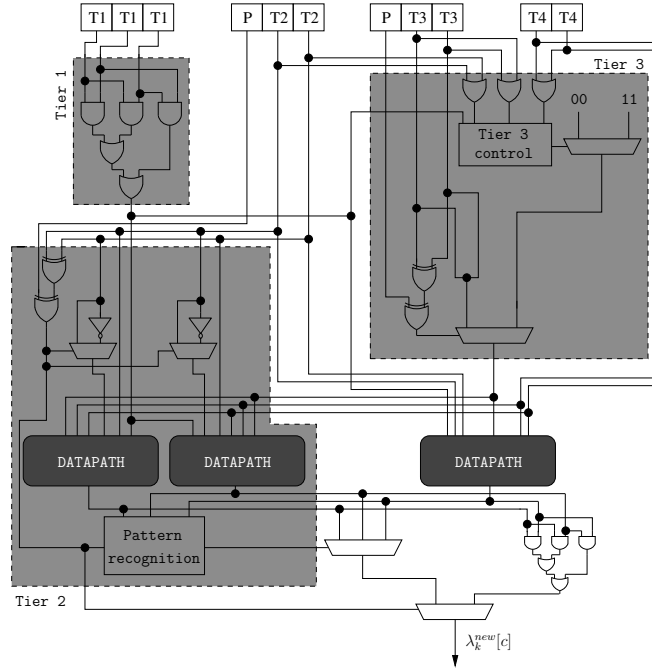 T1 T1 T1 P T2 T2 P T3 T3 T4 T4
Tier 1
Tier 3
00 11
Tier 3
control
DATAPATH DATAPATH DATAPATH
Pattern
recognition
Tier 2
λ_k^{new}[c]